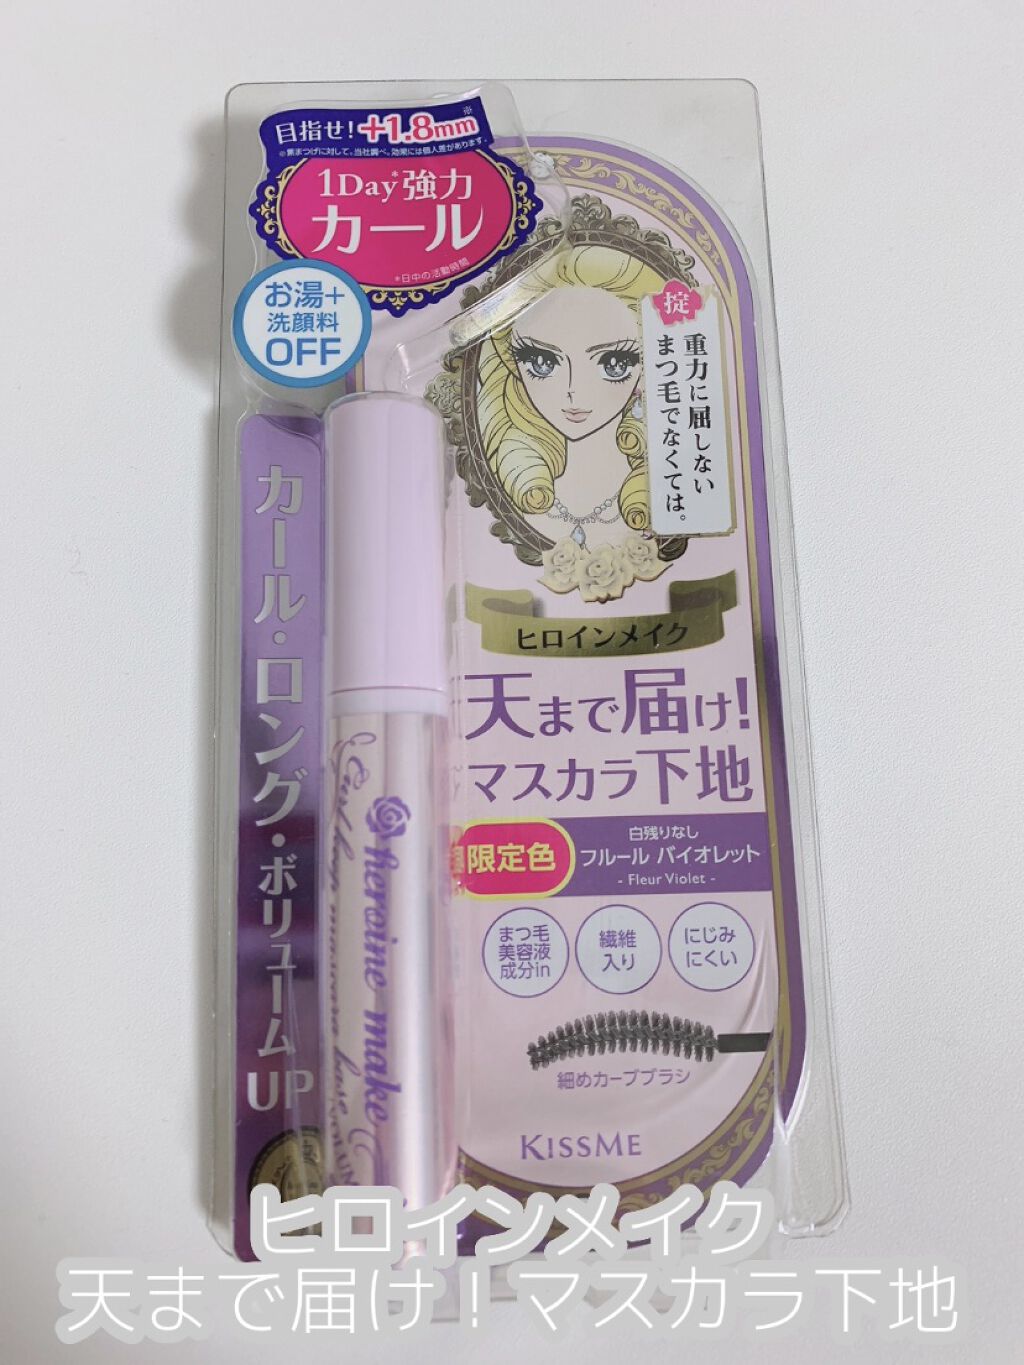 目指せ!+1.8mm※
※素まつげに対して。当社調べ。効果には個人差があります。
1Day*強力
カール
*日中の活動時間
お湯+
洗顔料
OFF
掟
重力に屈しない
まつ毛でなくては。
カール・ロング・ボリュームUP
ヒロインメイク
天まで届け!
マスカラ下地
限定色
白残りなし
フルール バイオレット
- Fleur Violet -
まつ毛
美容液
成分in
繊維
入り
にじみ
にくい
細めカーブブラシ
KISSME
heroine make
ヒロインメイク
天まで届け!マスカラ下地